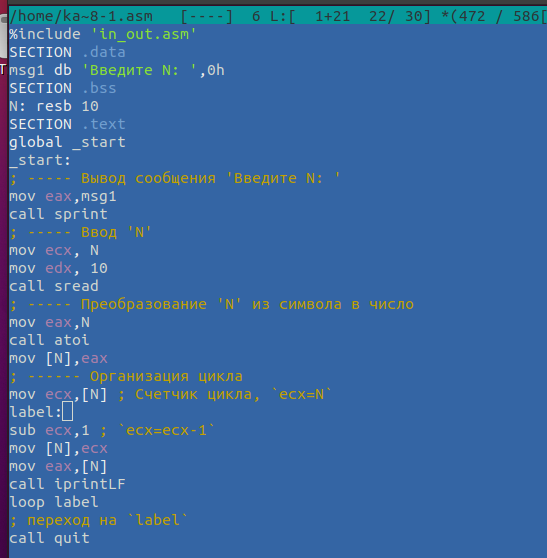 /home/ka~8-1.asm [----] 6 L:[ 1+21 22/ 30] *(472 / 586[
%include 'in_out.asm'
SECTION .data
msg1 db 'Введите N: ',0h
SECTION .bss
N: resb 10
SECTION .text
global _start
_start:
; ----- Вывод сообщения 'Введите N: '
mov eax,msg1
call sprint
; ----- Ввод 'N'
mov ecx, N
mov edx, 10
call sread
; ----- Преобразование 'N' из символа в число
mov eax,N
call atoi
mov [N],eax
; ------ Организация цикла
mov ecx,[N] ; Счетчик цикла, `ecx=N`
label:
sub ecx,1 ; `ecx=ecx-1`
mov [N],ecx
mov eax,[N]
call iprintLF
loop label
; переход на `label`
call quit